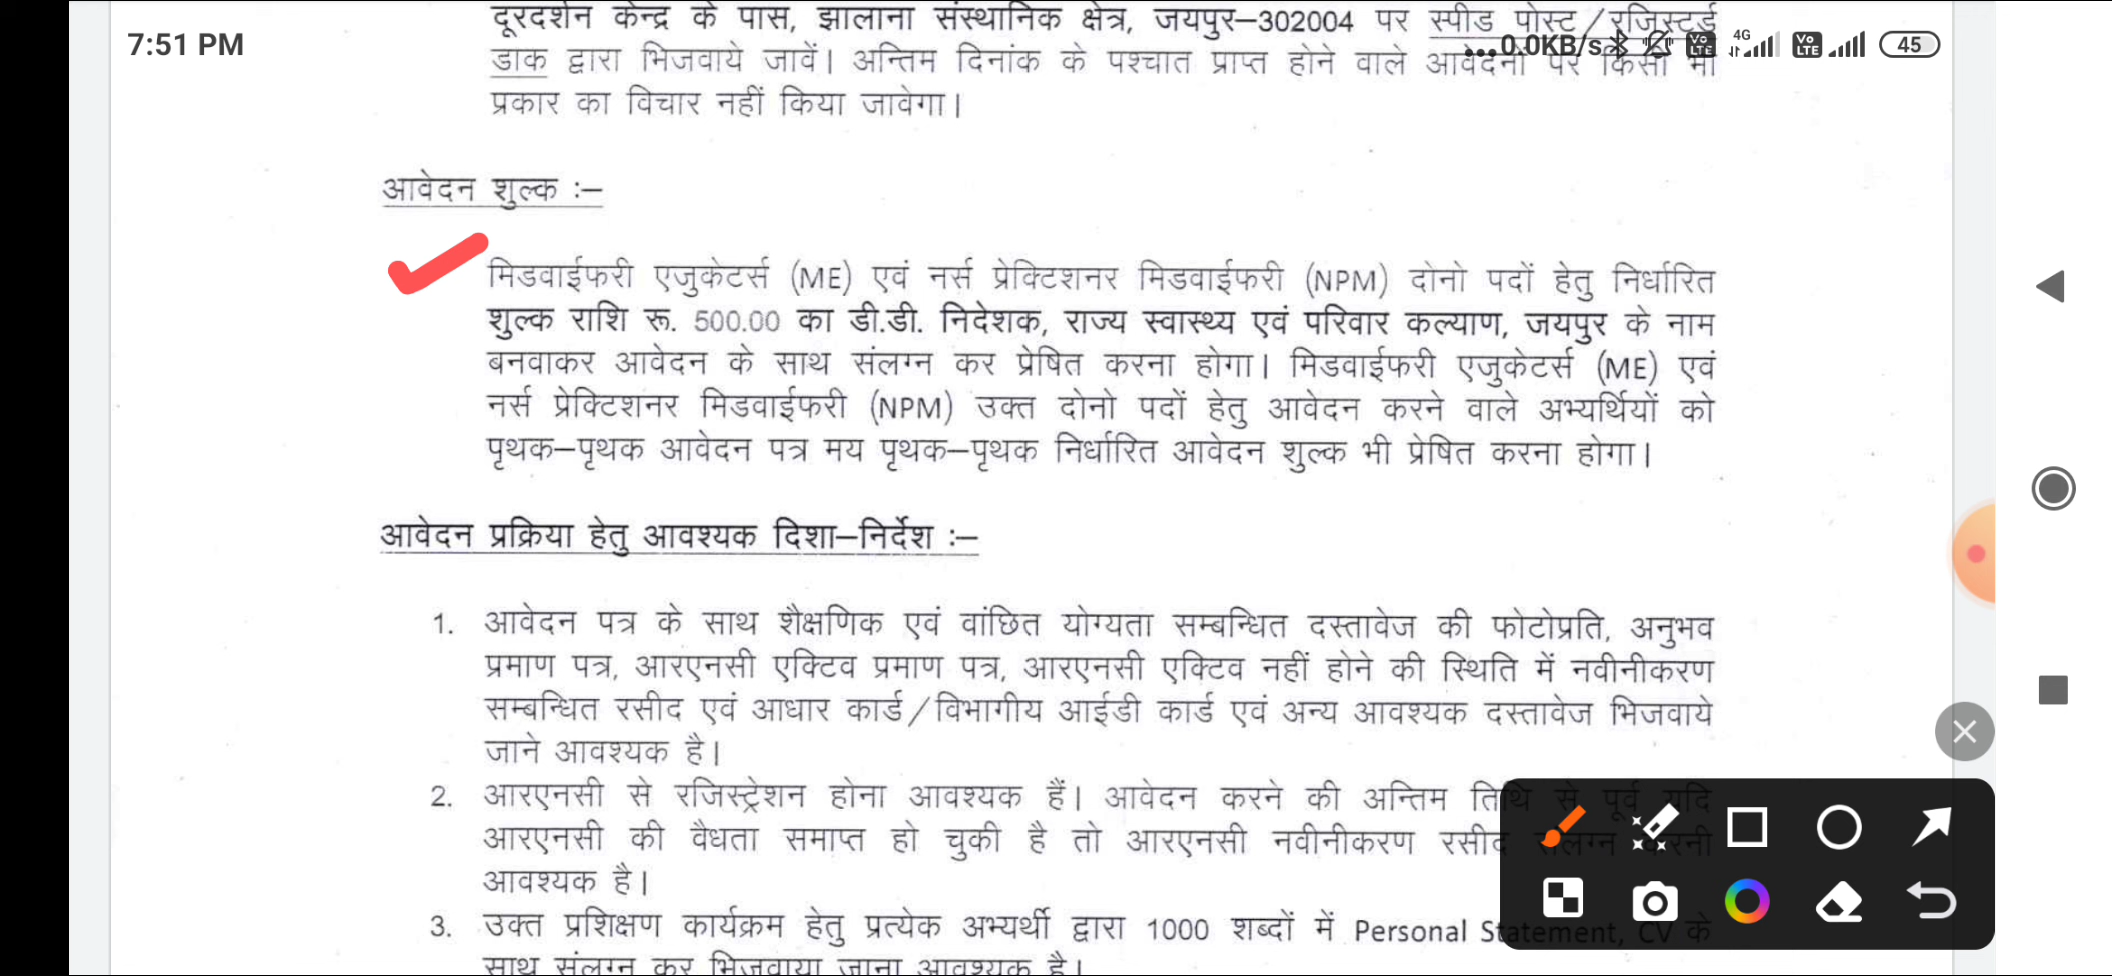 दूरदर्शन केन्द्र के पास, झालाना संस्थानिक क्षेत्र, जयपुर–302004 पर स्पीड पोस्ट/रजिस्टर्ड
7:51 PM
...0.0KB/s
4G
Vo LTE
Vo LTE
45
डाक द्वारा भिजवाये जावें। अन्तिम दिनांक के पश्चात प्राप्त होने वाले आवेदनों पर किसी भी
प्रकार का विचार नहीं किया जावेगा।
आवेदन शुल्क :–
मिडवाईफरी एजुकेटर्स (ME) एवं नर्स प्रेक्टिशनर मिडवाईफरी (NPM) दोनो पदों हेतु निर्धारित
शुल्क राशि रू. 500.00 का डी.डी. निदेशक, राज्य स्वास्थ्य एवं परिवार कल्याण, जयपुर के नाम
बनवाकर आवेदन के साथ संलग्न कर प्रेषित करना होगा। मिडवाईफरी एजुकेटर्स (ME) एवं
नर्स प्रेक्टिशनर मिडवाईफरी (NPM) उक्त दोनो पदों हेतु आवेदन करने वाले अभ्यर्थियों को
पृथक–पृथक आवेदन पत्र मय पृथक–पृथक निर्धारित आवेदन शुल्क भी प्रेषित करना होगा।
आवेदन प्रक्रिया हेतु आवश्यक दिशा–निर्देश :–
1. आवेदन पत्र के साथ शैक्षणिक एवं वांछित योग्यता सम्बन्धित दस्तावेज की फोटोप्रति, अनुभव
प्रमाण पत्र, आरएनसी एक्टिव प्रमाण पत्र, आरएनसी एक्टिव नहीं होने की स्थिति में नवीनीकरण
सम्बन्धित रसीद एवं आधार कार्ड/विभागीय आईडी कार्ड एवं अन्य आवश्यक दस्तावेज भिजवाये
जाने आवश्यक है।
2. आरएनसी से रजिस्ट्रेशन होना आवश्यक हैं। आवेदन करने की अन्तिम तिथि से पूर्व यदि
आरएनसी की वैधता समाप्त हो चुकी है तो आरएनसी नवीनीकरण रसीद संलग्न करनी
आवश्यक है।
3. उक्त प्रशिक्षण कार्यक्रम हेतु प्रत्येक अभ्यर्थी द्वारा 1000 शब्दों में Personal Statement, CV के
साथ संलग्न कर भिजवाया जाना आवश्यक है।